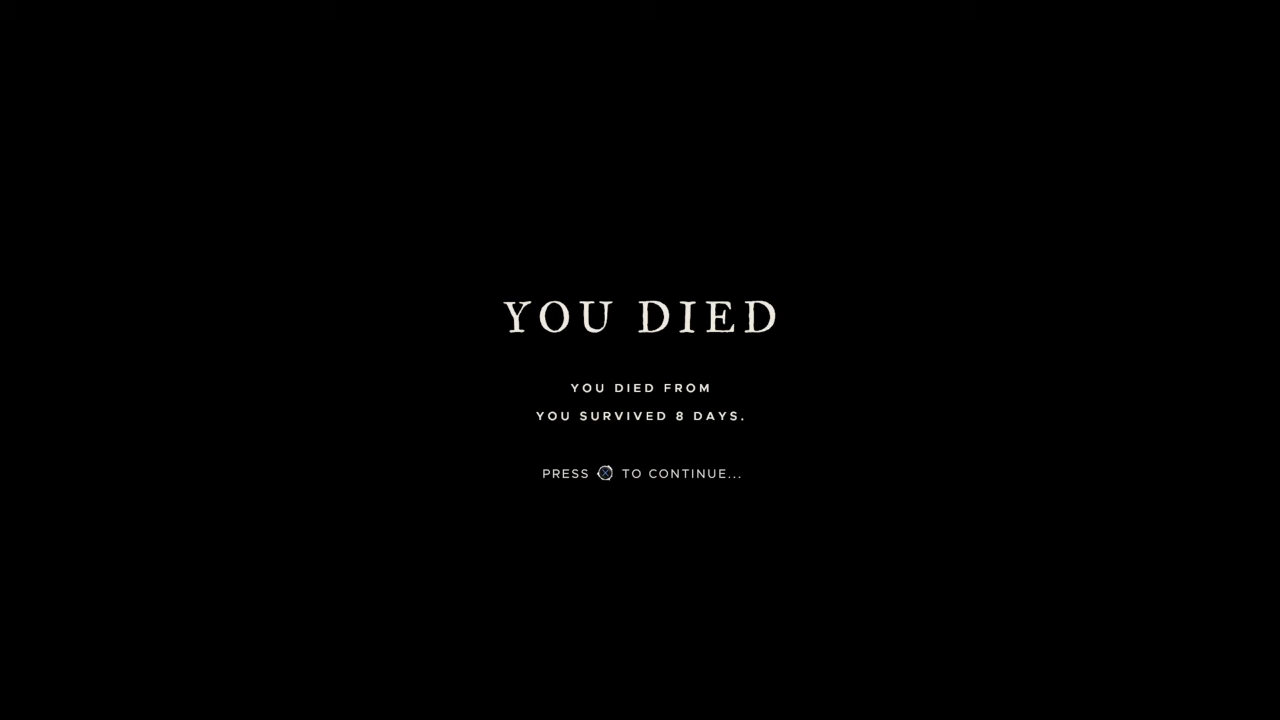 YOU DIED
YOU DIED FROM
YOU SURVIVED 8 DAYS.
PRESS TO CONTINUE...